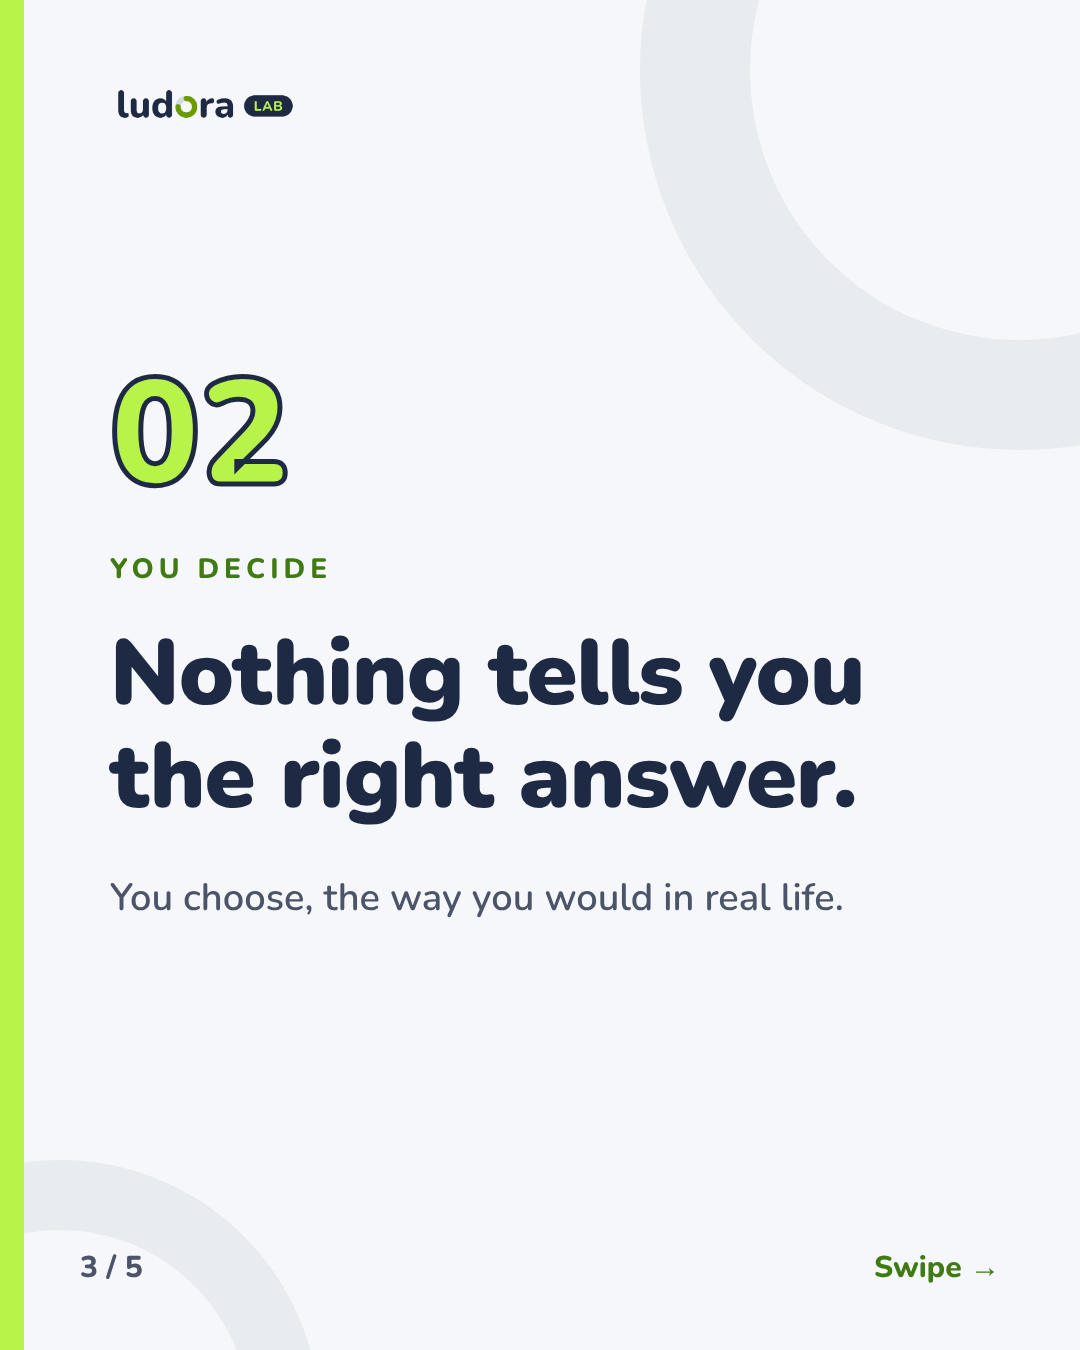 ludora LAB
02
YOU DECIDE
Nothing tells you
the right answer.
You choose, the way you would in real life.
3 / 5
Swipe →